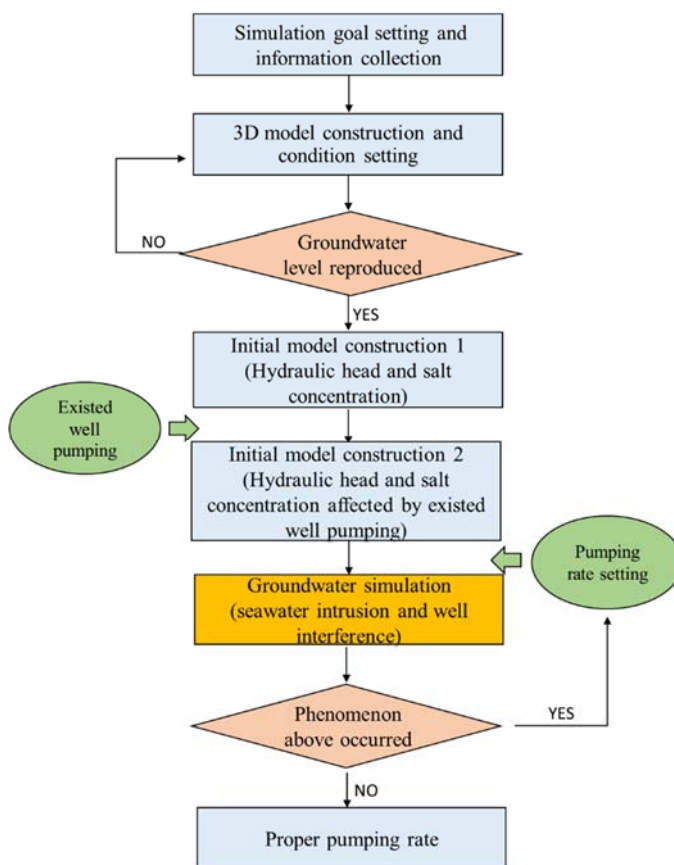 Simulation goal setting and
information collection
3D model construction and
condition setting
NO
Groundwater
level reproduced
YES
Initial model construction 1
(Hydraulic head and salt
concentration)
Existed
well
pumping
Initial model construction 2
(Hydraulic head and salt
concentration affected by existed
well pumping)
Pumping
rate setting
Groundwater simulation
(seawater intrusion and well
interference)
Phenomenon
above occurred
YES
NO
Proper pumping rate